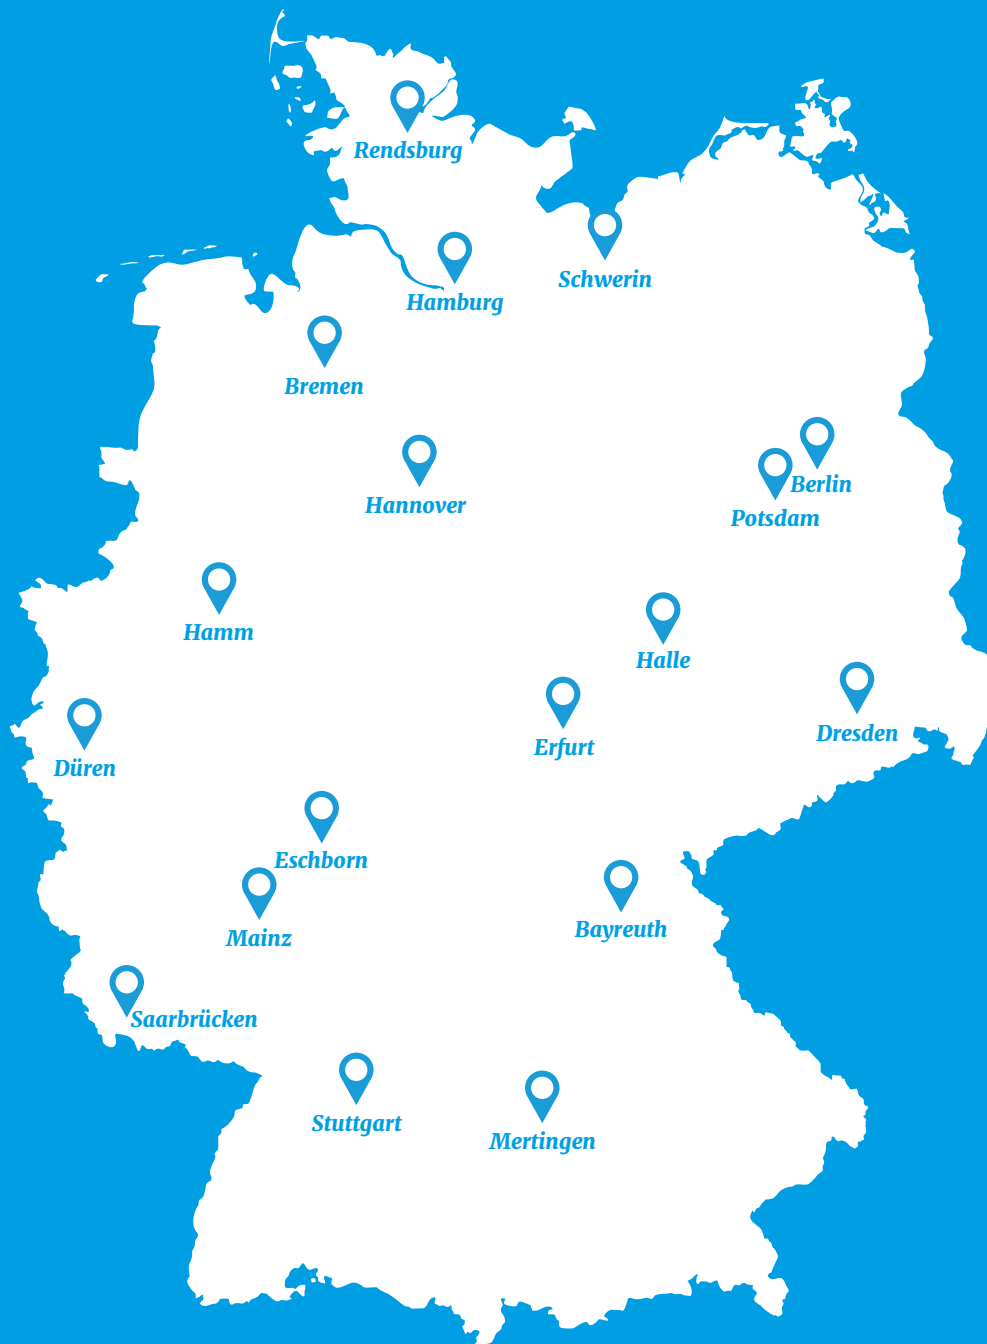 Rendsburg
Schwerin
Hamburg
Bremen
Berlin
Hannover
Potsdam
Hamm
Halle
Dresden
Erfurt
Düren
Eschborn
Bayreuth
Mainz
Saarbrücken
Stuttgart
Mertingen